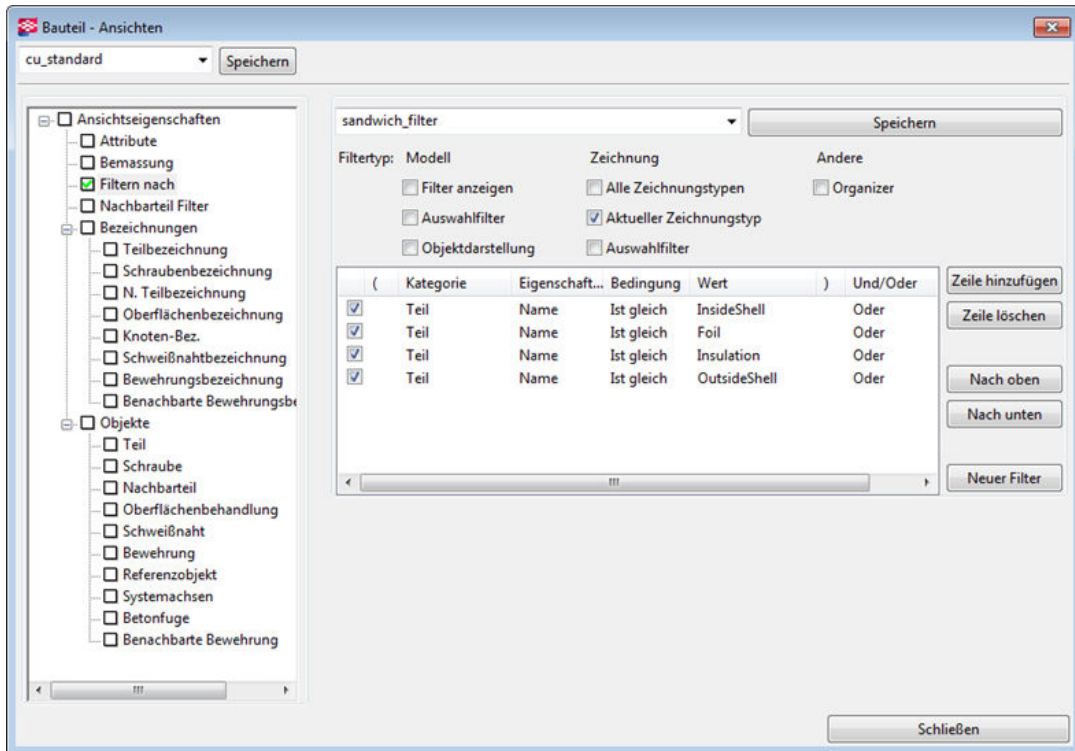 Bauteil - Ansichten
cu_standard Speichern
Ansichtseigenschaften
Attribute
Bemassung
Filtern nach
Nachbarteil Filter
Bezeichnungen
Teilbezeichnung
Schraubenbezeichnung
N. Teilbezeichnung
Oberflächenbezeichnung
Knoten-Bez.
Schweißnahtbezeichnung
Bewehrungsbezeichnung
Benachbarte Bewehrungsbe
Objekte
Teil
Schraube
Nachbarteil
Oberflächenbehandlung
Schweißnaht
Bewehrung
Referenzobjekt
Systemachsen
Betonfuge
Benachbarte Bewehrung
sandwich_filter Speichern
Filtertyp: Modell Zeichnung Andere
Filter anzeigen Alle Zeichnungstypen Organizer
Auswahlfilter Aktueller Zeichnungstyp
Objektdarstellung Auswahlfilter
( Kategorie Eigenschaft... Bedingung Wert ) Und/Oder
Teil Name Ist gleich InsideShell Oder
Teil Name Ist gleich Foil Oder
Teil Name Ist gleich Insulation Oder
Teil Name Ist gleich OutsideShell Oder
Zeile hinzufügen
Zeile löschen
Nach oben
Nach unten
Neuer Filter
Schließen